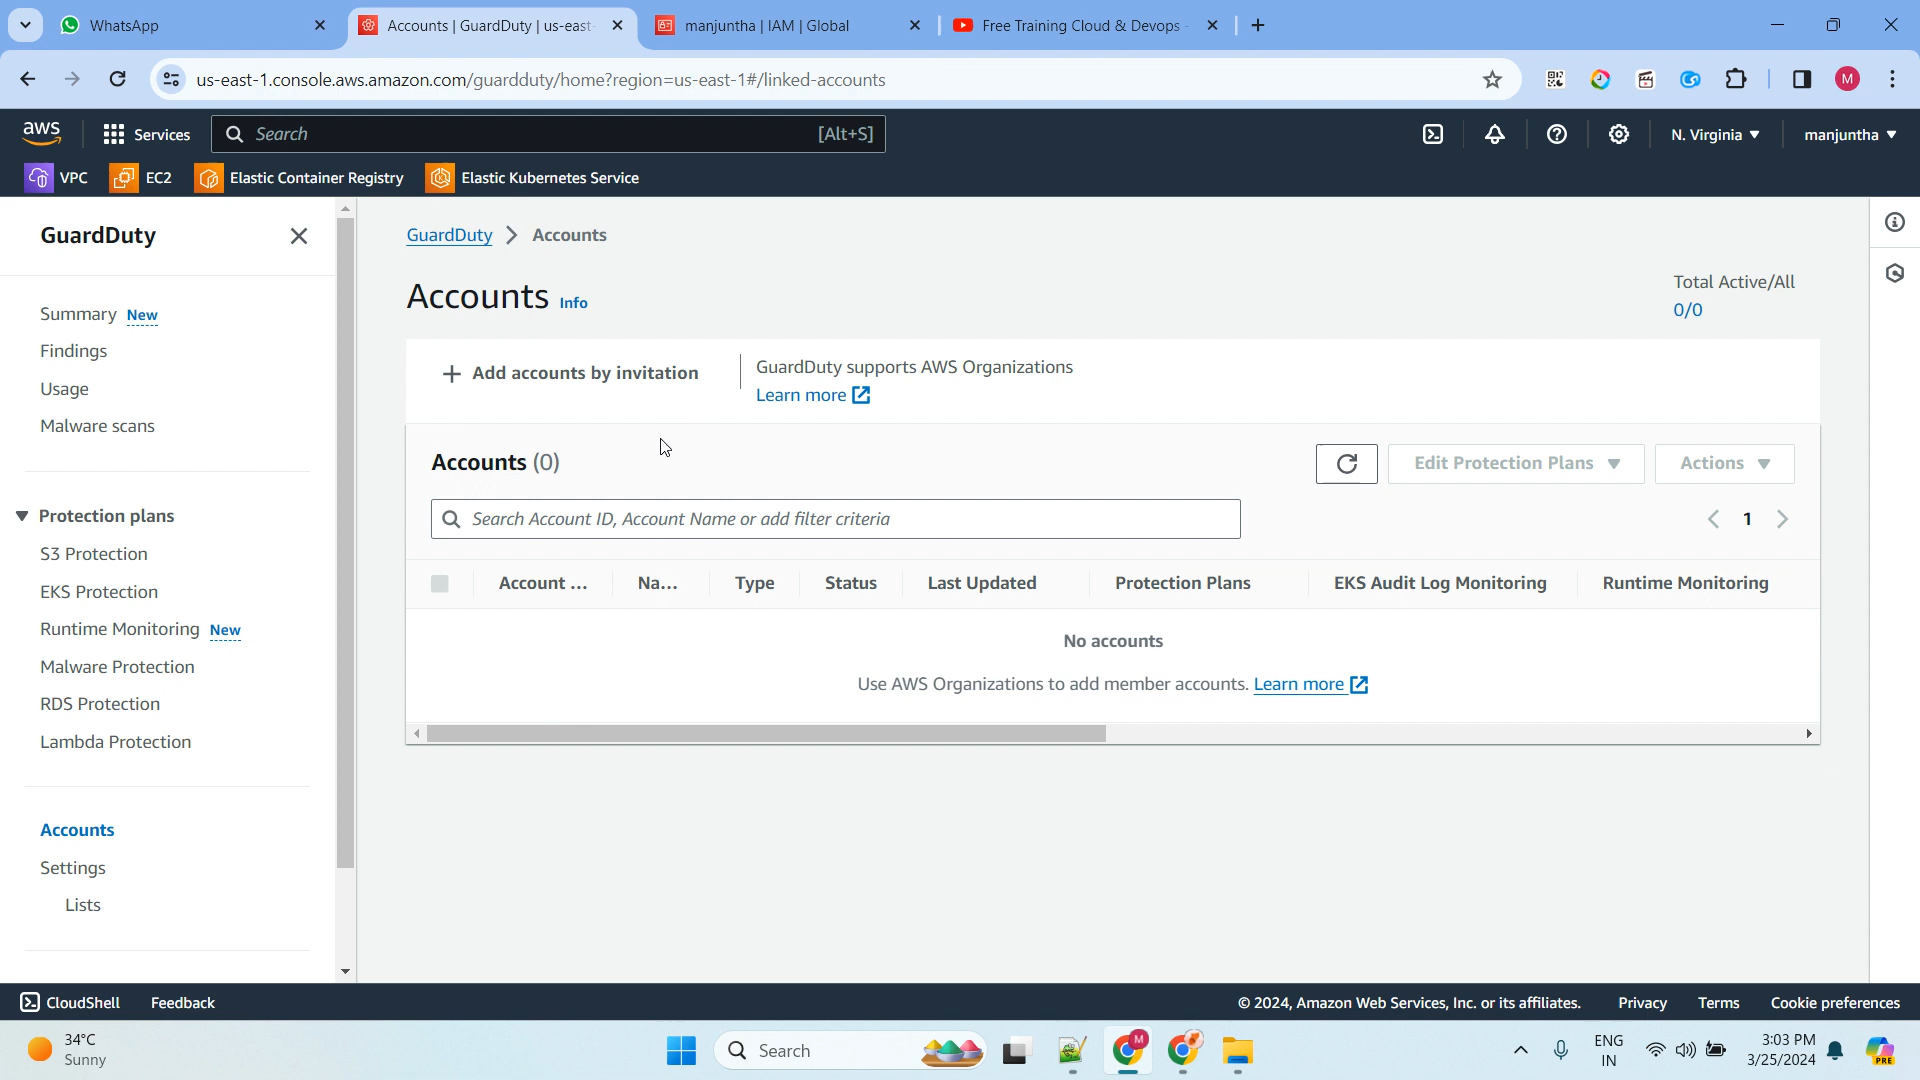 WhatsApp
Accounts | GuardDuty | us-east-
manjuntha | IAM | Global
Free Training Cloud & Devops -
us-east-1.console.aws.amazon.com/guardduty/home?region=us-east-1#/linked-accounts
M
aws
Services
Search
[Alt+S]
N. Virginia
manjuntha
VPC
EC2
Elastic Container Registry
Elastic Kubernetes Service
GuardDuty
Summary New
Findings
Usage
Malware scans
Protection plans
S3 Protection
EKS Protection
Runtime Monitoring New
Malware Protection
RDS Protection
Lambda Protection
Accounts
Settings
Lists
GuardDuty > Accounts
Accounts Info
Total Active/All
0/0
+ Add accounts by invitation
GuardDuty supports AWS Organizations
Learn more
Accounts (0)
Edit Protection Plans
Actions
Search Account ID, Account Name or add filter criteria
1
Account ...
Na...
Type
Status
Last Updated
Protection Plans
EKS Audit Log Monitoring
Runtime Monitoring
No accounts
Use AWS Organizations to add member accounts. Learn more
CloudShell
Feedback
© 2024, Amazon Web Services, Inc. or its affiliates.
Privacy
Terms
Cookie preferences
34°C
Sunny
Search
M
ENG
IN
3:03 PM
3/25/2024
PRE